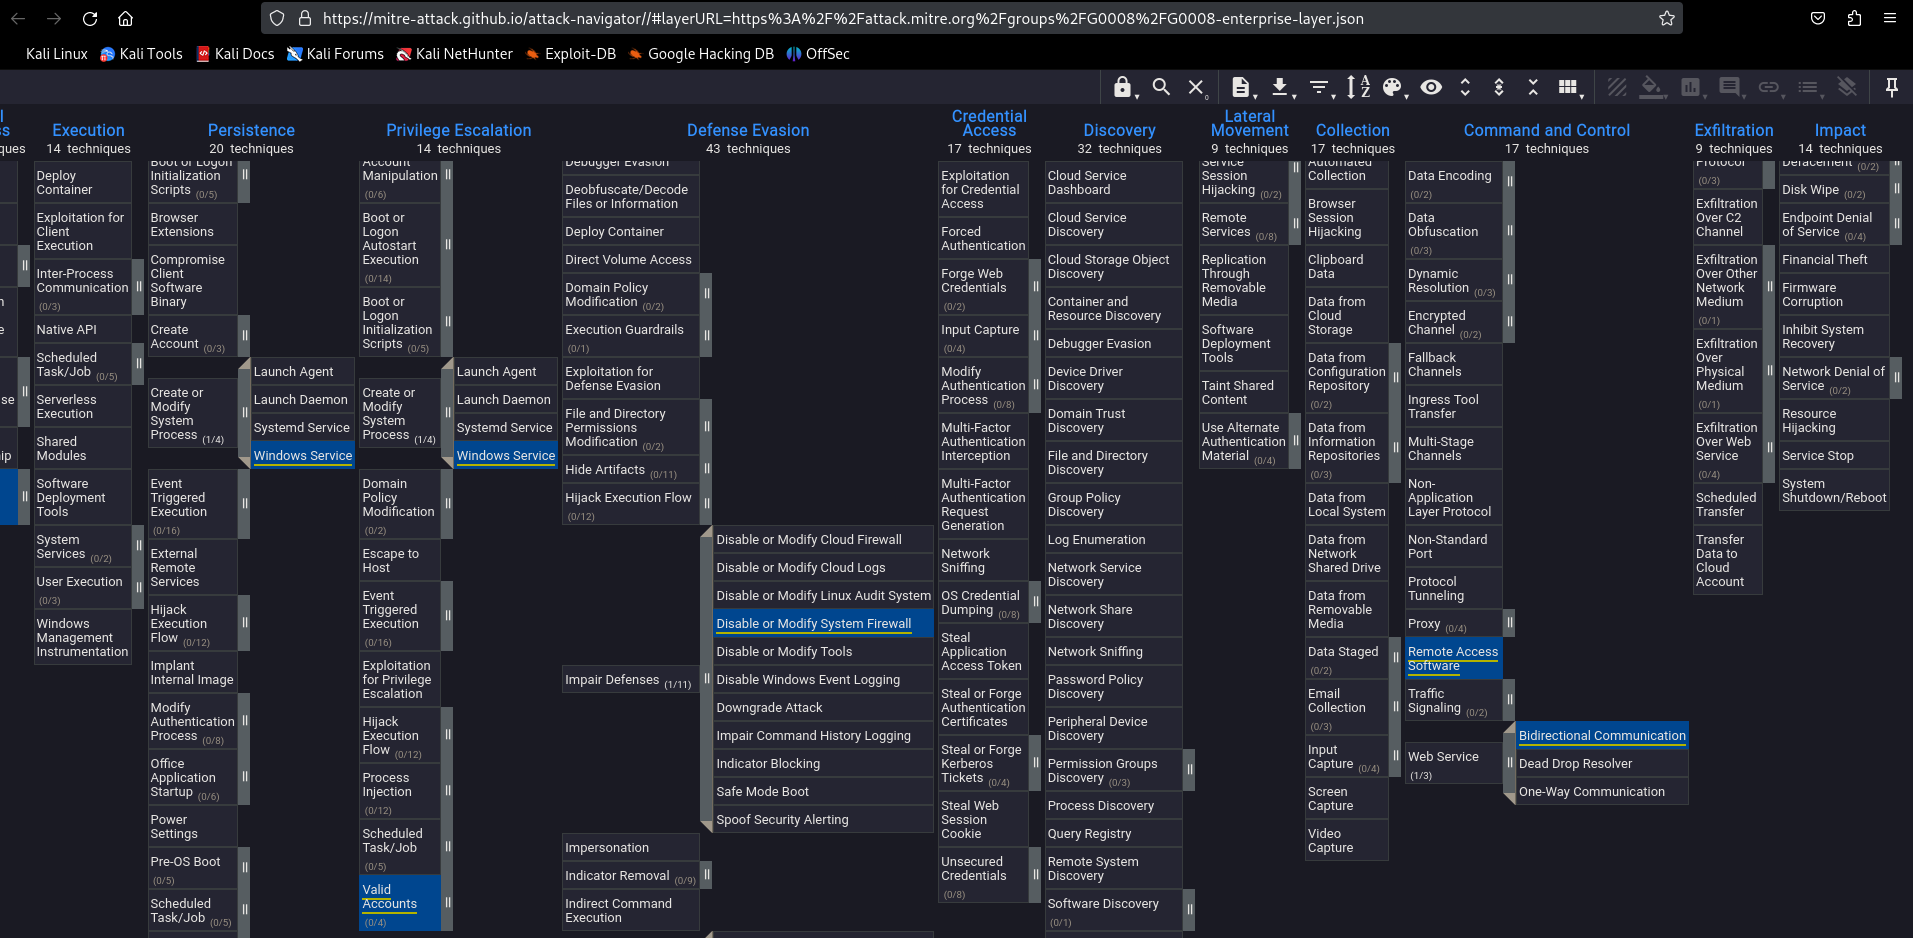 https://mitre-attack.github.io/attack-navigator//#layerURL=https%3A%2F%2Fattack.mitre.org%2Fgroups%2FG0008%2FG0008-enterprise-layer.json
Kali Linux
Kali Tools
Kali Docs
Kali Forums
Kali NetHunter
Exploit-DB
Google Hacking DB
OffSec
Execution
14 techniques
Deploy
Container
Exploitation for
Client
Execution
Inter-Process
Communication
(0/3)
Native API
Scheduled
Task/Job (0/5)
Serverless
Execution
Shared
Modules
Software
Deployment
Tools
System
Services (0/2)
User Execution
(0/3)
Windows
Management
Instrumentation
Persistence
20 techniques
Boot or Logon
Initialization
Scripts (0/5)
Browser
Extensions
Compromise
Client
Software
Binary
Create
Account (0/3)
Create or
Modify
System
Process (1/4)
Launch Agent
Launch Daemon
Systemd Service
Windows Service
Event
Triggered
Execution
(0/16)
External
Remote
Services
Hijack
Execution
Flow (0/12)
Implant
Internal Image
Modify
Authentication
Process (0/8)
Office
Application
Startup (0/6)
Power
Settings
Pre-OS Boot
(0/5)
Scheduled
Task/Job (0/5)
Privilege Escalation
14 techniques
Account
Manipulation
(0/6)
Boot or
Logon
Autostart
Execution
(0/14)
Boot or
Logon
Initialization
Scripts (0/5)
Create or
Modify
System
Process (1/4)
Launch Agent
Launch Daemon
Systemd Service
Windows Service
Domain
Policy
Modification
(0/2)
Escape to
Host
Event
Triggered
Execution
(0/16)
Exploitation
for Privilege
Escalation
Hijack
Execution
Flow (0/12)
Process
Injection
(0/12)
Scheduled
Task/Job
(0/5)
Valid
Accounts
(0/4)
Defense Evasion
43 techniques
Debugger Evasion
Deobfuscate/Decode
Files or Information
Deploy Container
Direct Volume Access
Domain Policy
Modification (0/2)
Execution Guardrails
(0/1)
Exploitation for
Defense Evasion
File and Directory
Permissions
Modification (0/2)
Hide Artifacts (0/11)
Hijack Execution Flow
(0/12)
Impair Defenses (1/11)
Disable or Modify Cloud Firewall
Disable or Modify Cloud Logs
Disable or Modify Linux Audit System
Disable or Modify System Firewall
Disable or Modify Tools
Disable Windows Event Logging
Downgrade Attack
Impair Command History Logging
Indicator Blocking
Safe Mode Boot
Spoof Security Alerting
Impersonation
Indicator Removal (0/9)
Indirect Command
Execution
Credential
Access
17 techniques
Exploitation
for Credential
Access
Forced
Authentication
Forge Web
Credentials
(0/2)
Input Capture
(0/4)
Modify
Authentication
Process (0/8)
Multi-Factor
Authentication
Interception
Multi-Factor
Authentication
Request
Generation
Network
Sniffing
OS Credential
Dumping (0/8)
Steal
Application
Access Token
Steal or Forge
Authentication
Certificates
Steal or Forge
Kerberos
Tickets (0/4)
Steal Web
Session
Cookie
Unsecured
Credentials
(0/8)
Discovery
32 techniques
Cloud Service
Dashboard
Cloud Service
Discovery
Cloud Storage Object
Discovery
Container and
Resource Discovery
Debugger Evasion
Device Driver
Discovery
Domain Trust
Discovery
File and Directory
Discovery
Group Policy
Discovery
Log Enumeration
Network Service
Discovery
Network Share
Discovery
Network Sniffing
Password Policy
Discovery
Peripheral Device
Discovery
Permission Groups
Discovery (0/3)
Process Discovery
Query Registry
Remote System
Discovery
Software Discovery
(0/1)
Lateral
Movement
9 techniques
Service
Session
Hijacking (0/2)
Remote
Services (0/8)
Replication
Through
Removable
Media
Software
Deployment
Tools
Taint Shared
Content
Use Alternate
Authentication
Material (0/4)
Collection
17 techniques
Automated
Collection
Browser
Session
Hijacking
Clipboard
Data
Data from
Cloud
Storage
Data from
Configuration
Repository
(0/2)
Data from
Information
Repositories
(0/3)
Data from
Local System
Data from
Network
Shared Drive
Data from
Removable
Media
Data Staged
(0/2)
Email
Collection
(0/3)
Input
Capture (0/4)
Screen
Capture
Video
Capture
Command and Control
17 techniques
Data Encoding
(0/2)
Data
Obfuscation
(0/3)
Dynamic
Resolution (0/3)
Encrypted
Channel (0/2)
Fallback
Channels
Ingress Tool
Transfer
Multi-Stage
Channels
Non-
Application
Layer Protocol
Non-Standard
Port
Protocol
Tunneling
Proxy (0/4)
Remote Access
Software
Traffic
Signaling (0/2)
Web Service
(1/3)
Bidirectional Communication
Dead Drop Resolver
One-Way Communication
Exfiltration
9 techniques
Protocol
(0/3)
Exfiltration
Over C2
Channel
Exfiltration
Over Other
Network
Medium
(0/1)
Exfiltration
Over
Physical
Medium
(0/1)
Exfiltration
Over Web
Service
(0/4)
Scheduled
Transfer
Transfer
Data to
Cloud
Account
Impact
14 techniques
Defacement (0/2)
Disk Wipe (0/2)
Endpoint Denial
of Service (0/4)
Financial Theft
Firmware
Corruption
Inhibit System
Recovery
Network Denial of
Service (0/2)
Resource
Hijacking
Service Stop
System
Shutdown/Reboot